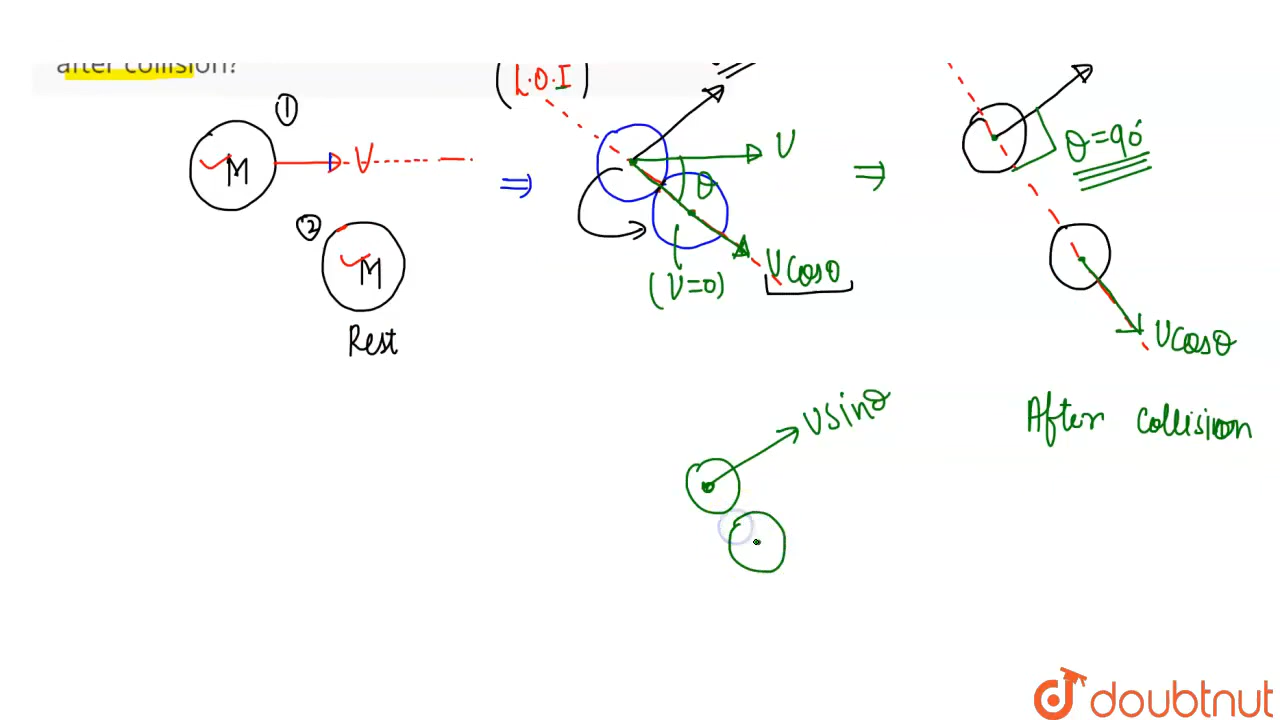 after collision?
(L.O.I)
①
M
V
⇒
V
θ
⇒
θ=90°
②
M
(V=0)
VCosθ
Rest
VCosθ
VSinθ
After Collision
doubtnut